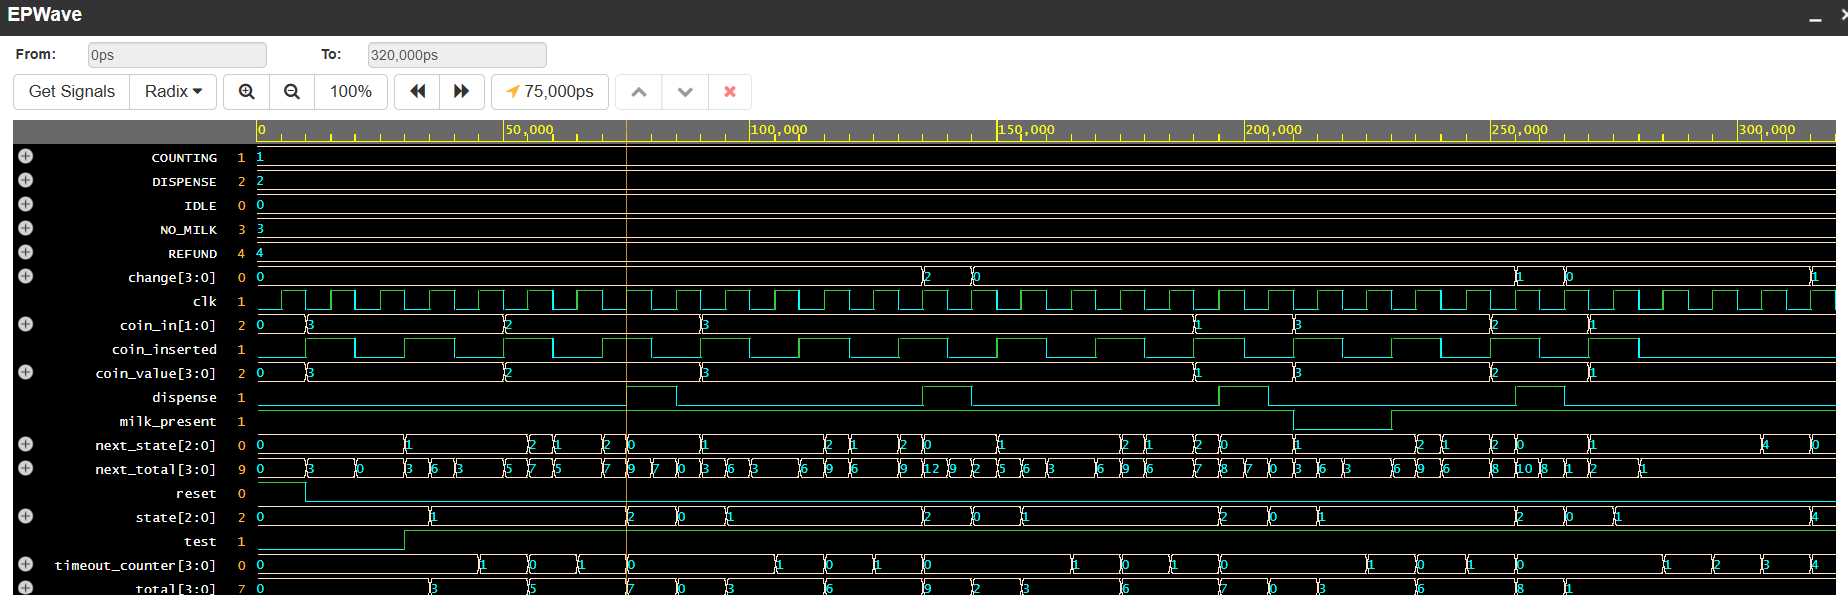 EPWave
From: 0ps To: 320,000ps
Get Signals Radix 100% 75,000ps
0 50,000 100,000 150,000 200,000 250,000 300,000
COUNTING 1 1
DISPENSE 2 2
IDLE 0 0
NO_MILK 3 3
REFUND 4 4
change[3:0] 0 0 2 0 1 0 1
clk 1
coin_in[1:0] 2 0 3 2 3 1 3 2 1
coin_inserted 1
coin_value[3:0] 2 0 3 2 3 1 3 2 1
dispense 1
milk_present 1
next_state[2:0] 0 0 1 2 1 2 0 1 2 1 2 0 1 2 1 2 0 1 2 1 2 0 1 4 0
next_total[3:0] 9 0 3 0 3 6 3 5 7 5 7 9 7 0 3 6 3 6 9 6 9 12 9 2 5 6 3 6 9 6 7 8 7 0 3 6 3 6 9 6 8 10 8 1 2 1
reset 0
state[2:0] 2 0 1 2 0 1 2 0 1 2 0 1 2 0 1 4
test 1
timeout_counter[3:0] 0 0 1 0 1 0 1 0 1 0 1 0 1 0 1 0 1 0 1 2 3 4
total[3:0] 7 0 3 5 7 0 3 6 9 2 3 6 7 0 3 6 8 1